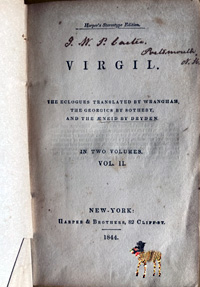 Harper's Stereotype Edition.
J. W. P.
Portsmouth
VIRGIL.
THE ECLOGUES TRANSLATED BY WRANGHAM,
THE GEORGICS BY SOTHEBY,
AND THE ÆNEID BY DRYDEN.
IN TWO VOLUMES.
VOL. II.
NEW-YORK:
HARPER & BROTHERS, 82 CLIFF-ST.
1844.